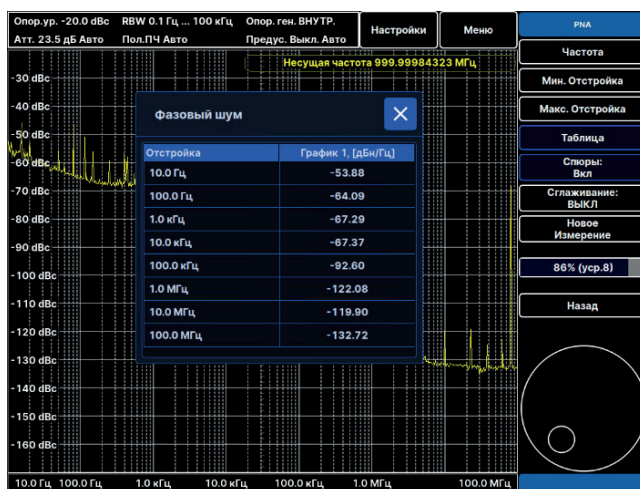 Опор.ур. -20.0 dBc RBW 0.1 Гц ... 100 кГц Опор. ген. ВНУТР.
Атт. 23.5 дБ Авто Пол.ПЧ Авто Предус. Выкл. Авто
Настройки
Меню
PNA
Несущая частота 999.99984323 МГц
Частота
Мин. Отстройка
Макс. Отстройка
Таблица
Спюры:
Вкл
Сглаживание:
ВЫКЛ
Новое
Измерение
86% (уср.8)
Назад
-30 dBc
-40 dBc
-50 dBc
-60 dBc
-70 dBc
-80 dBc
-90 dBc
-100 dBc
-110 dBc
-120 dBc
-130 dBc
-140 dBc
-150 dBc
-160 dBc
Фазовый шум
Отстройка График 1, [дБн/Гц]
10.0 Гц -53.88
100.0 Гц -64.09
1.0 кГц -67.29
10.0 кГц -67.37
100.0 кГц -92.60
1.0 МГц -122.08
10.0 МГц -119.90
100.0 МГц -132.72
10.0 Гц 100.0 Гц 1.0 кГц 10.0 кГц 100.0 кГц 1.0 МГц 100.0 МГц